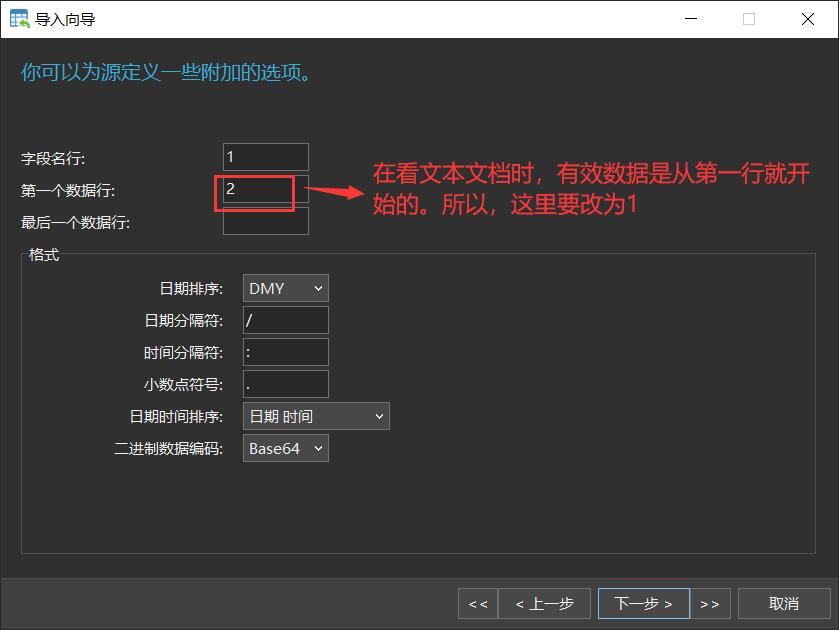 导入向导
你可以为源定义一些附加的选项。
字段名行: 1
第一个数据行: 2
在看文本文档时，有效数据是从第一行就开
始的。所以，这里要改为1
最后一个数据行:
格式
日期排序: DMY
日期分隔符: /
时间分隔符: :
小数点符号: .
日期时间排序: 日期 时间
二进制数据编码: Base64
<< < 上一步 下一步 > >> 取消